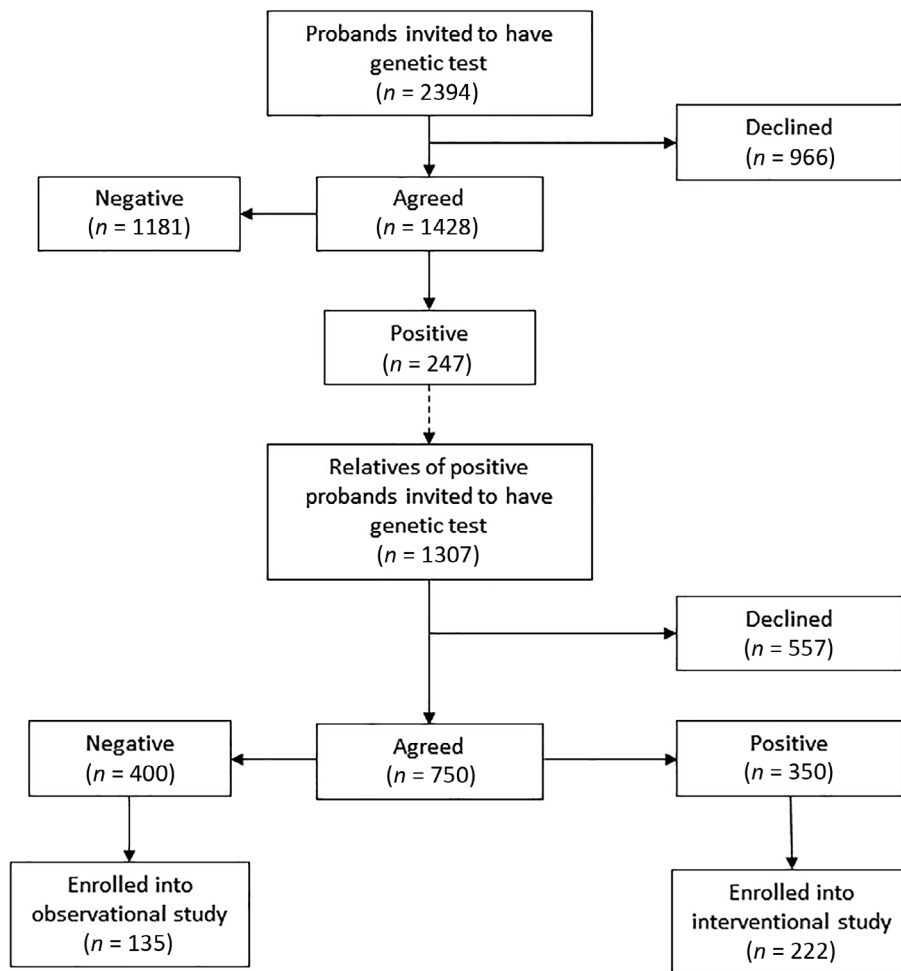 Probands invited to have
genetic test
(n = 2394)
Declined
(n = 966)
Negative
(n = 1181)
Agreed
(n = 1428)
Positive
(n = 247)
Relatives of positive
probands invited to have
genetic test
(n = 1307)
Declined
(n = 557)
Negative
(n = 400)
Agreed
(n = 750)
Positive
(n = 350)
Enrolled into
observational study
(n = 135)
Enrolled into
interventional study
(n = 222)